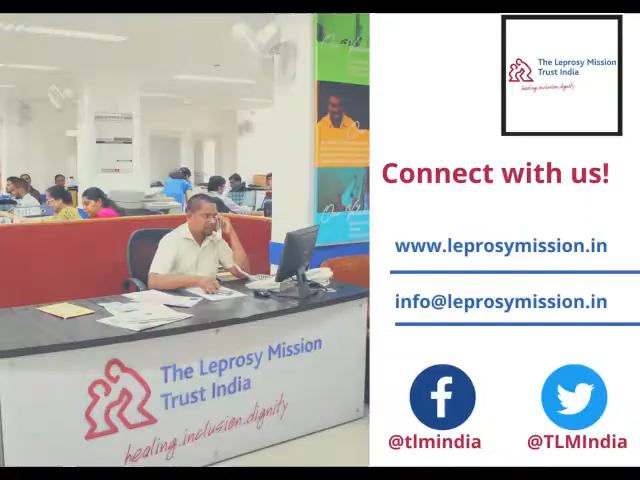 The Leprosy Mission
Trust India
healing.inclusion.dignity
Connect with us!
www.leprosymission.in
info@leprosymission.in
@tlmindia
@TLMIndia
The Leprosy Mission
Trust India
healing.inclusion.dignity